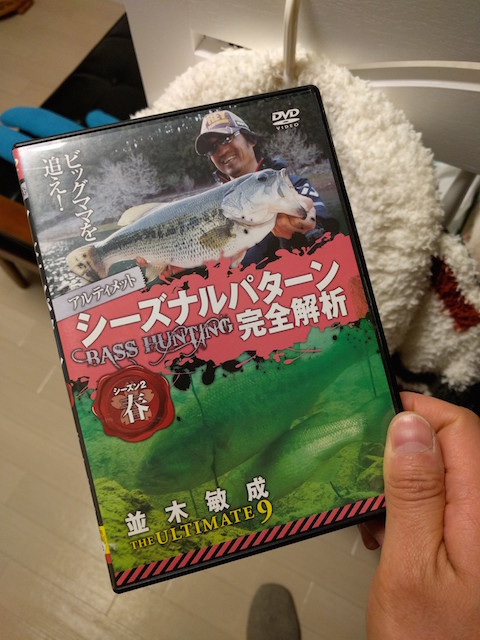 DVD
VIDEO
ビッグママを
追え!
アルティメット
シーズナルパターン
BASS HUNTING 完全解析
シーズン2
春
並木敏成
THE ULTIMATE 9